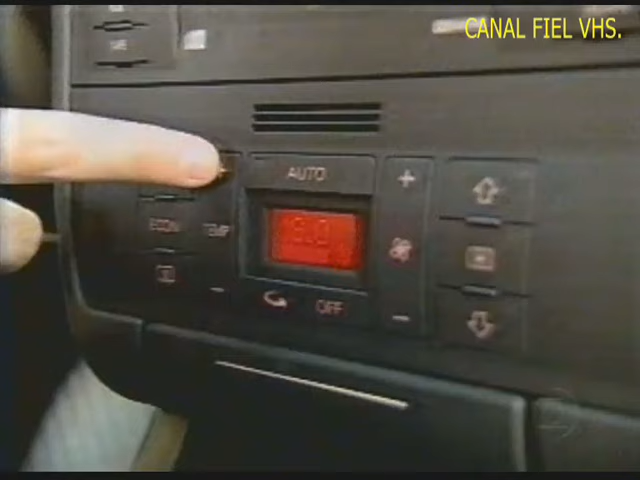 CANAL FIEL VHS.
AUTO
+
ECON
TEMP
-
OFF
-